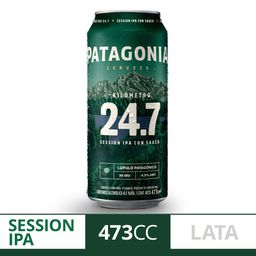 PATAGONIA
CERVEZA
KILÓMETRO
24.7
SESSION IPA CON SAUCO
LÚPULO PATAGÓNICO
SESSION IPA
473CC
LATA